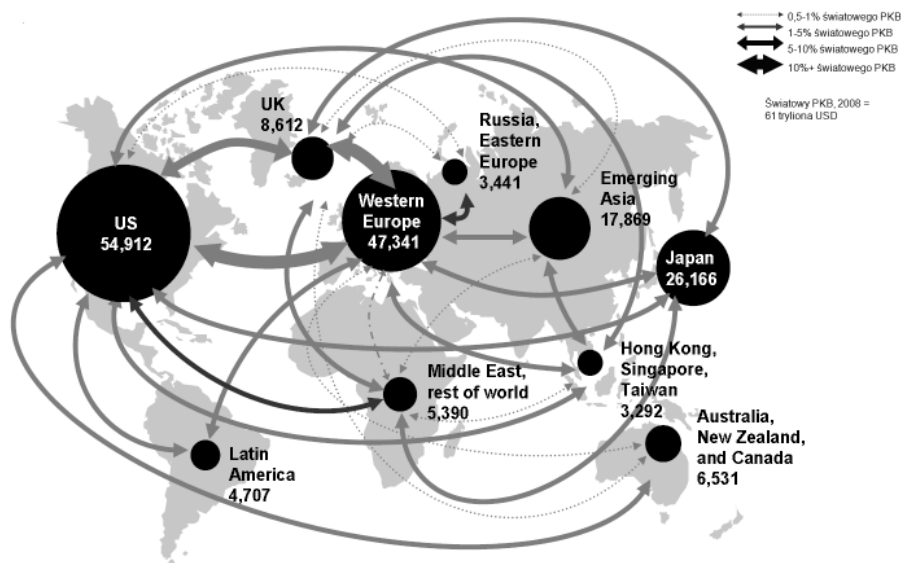 0,5-1% światowego PKB
1-5% światowego PKB
5-10% światowego PKB
10%+ światowego PKB
Światowy PKB, 2008 =
61 tryliona USD
UK
8,612
Russia,
Eastern
Europe
3,441
US
54,912
Western
Europe
47,341
Emerging
Asia
17,869
Japan
26,166
Middle East,
rest of world
5,390
Hong Kong,
Singapore,
Taiwan
3,292
Latin
America
4,707
Australia,
New Zealand,
and Canada
6,531